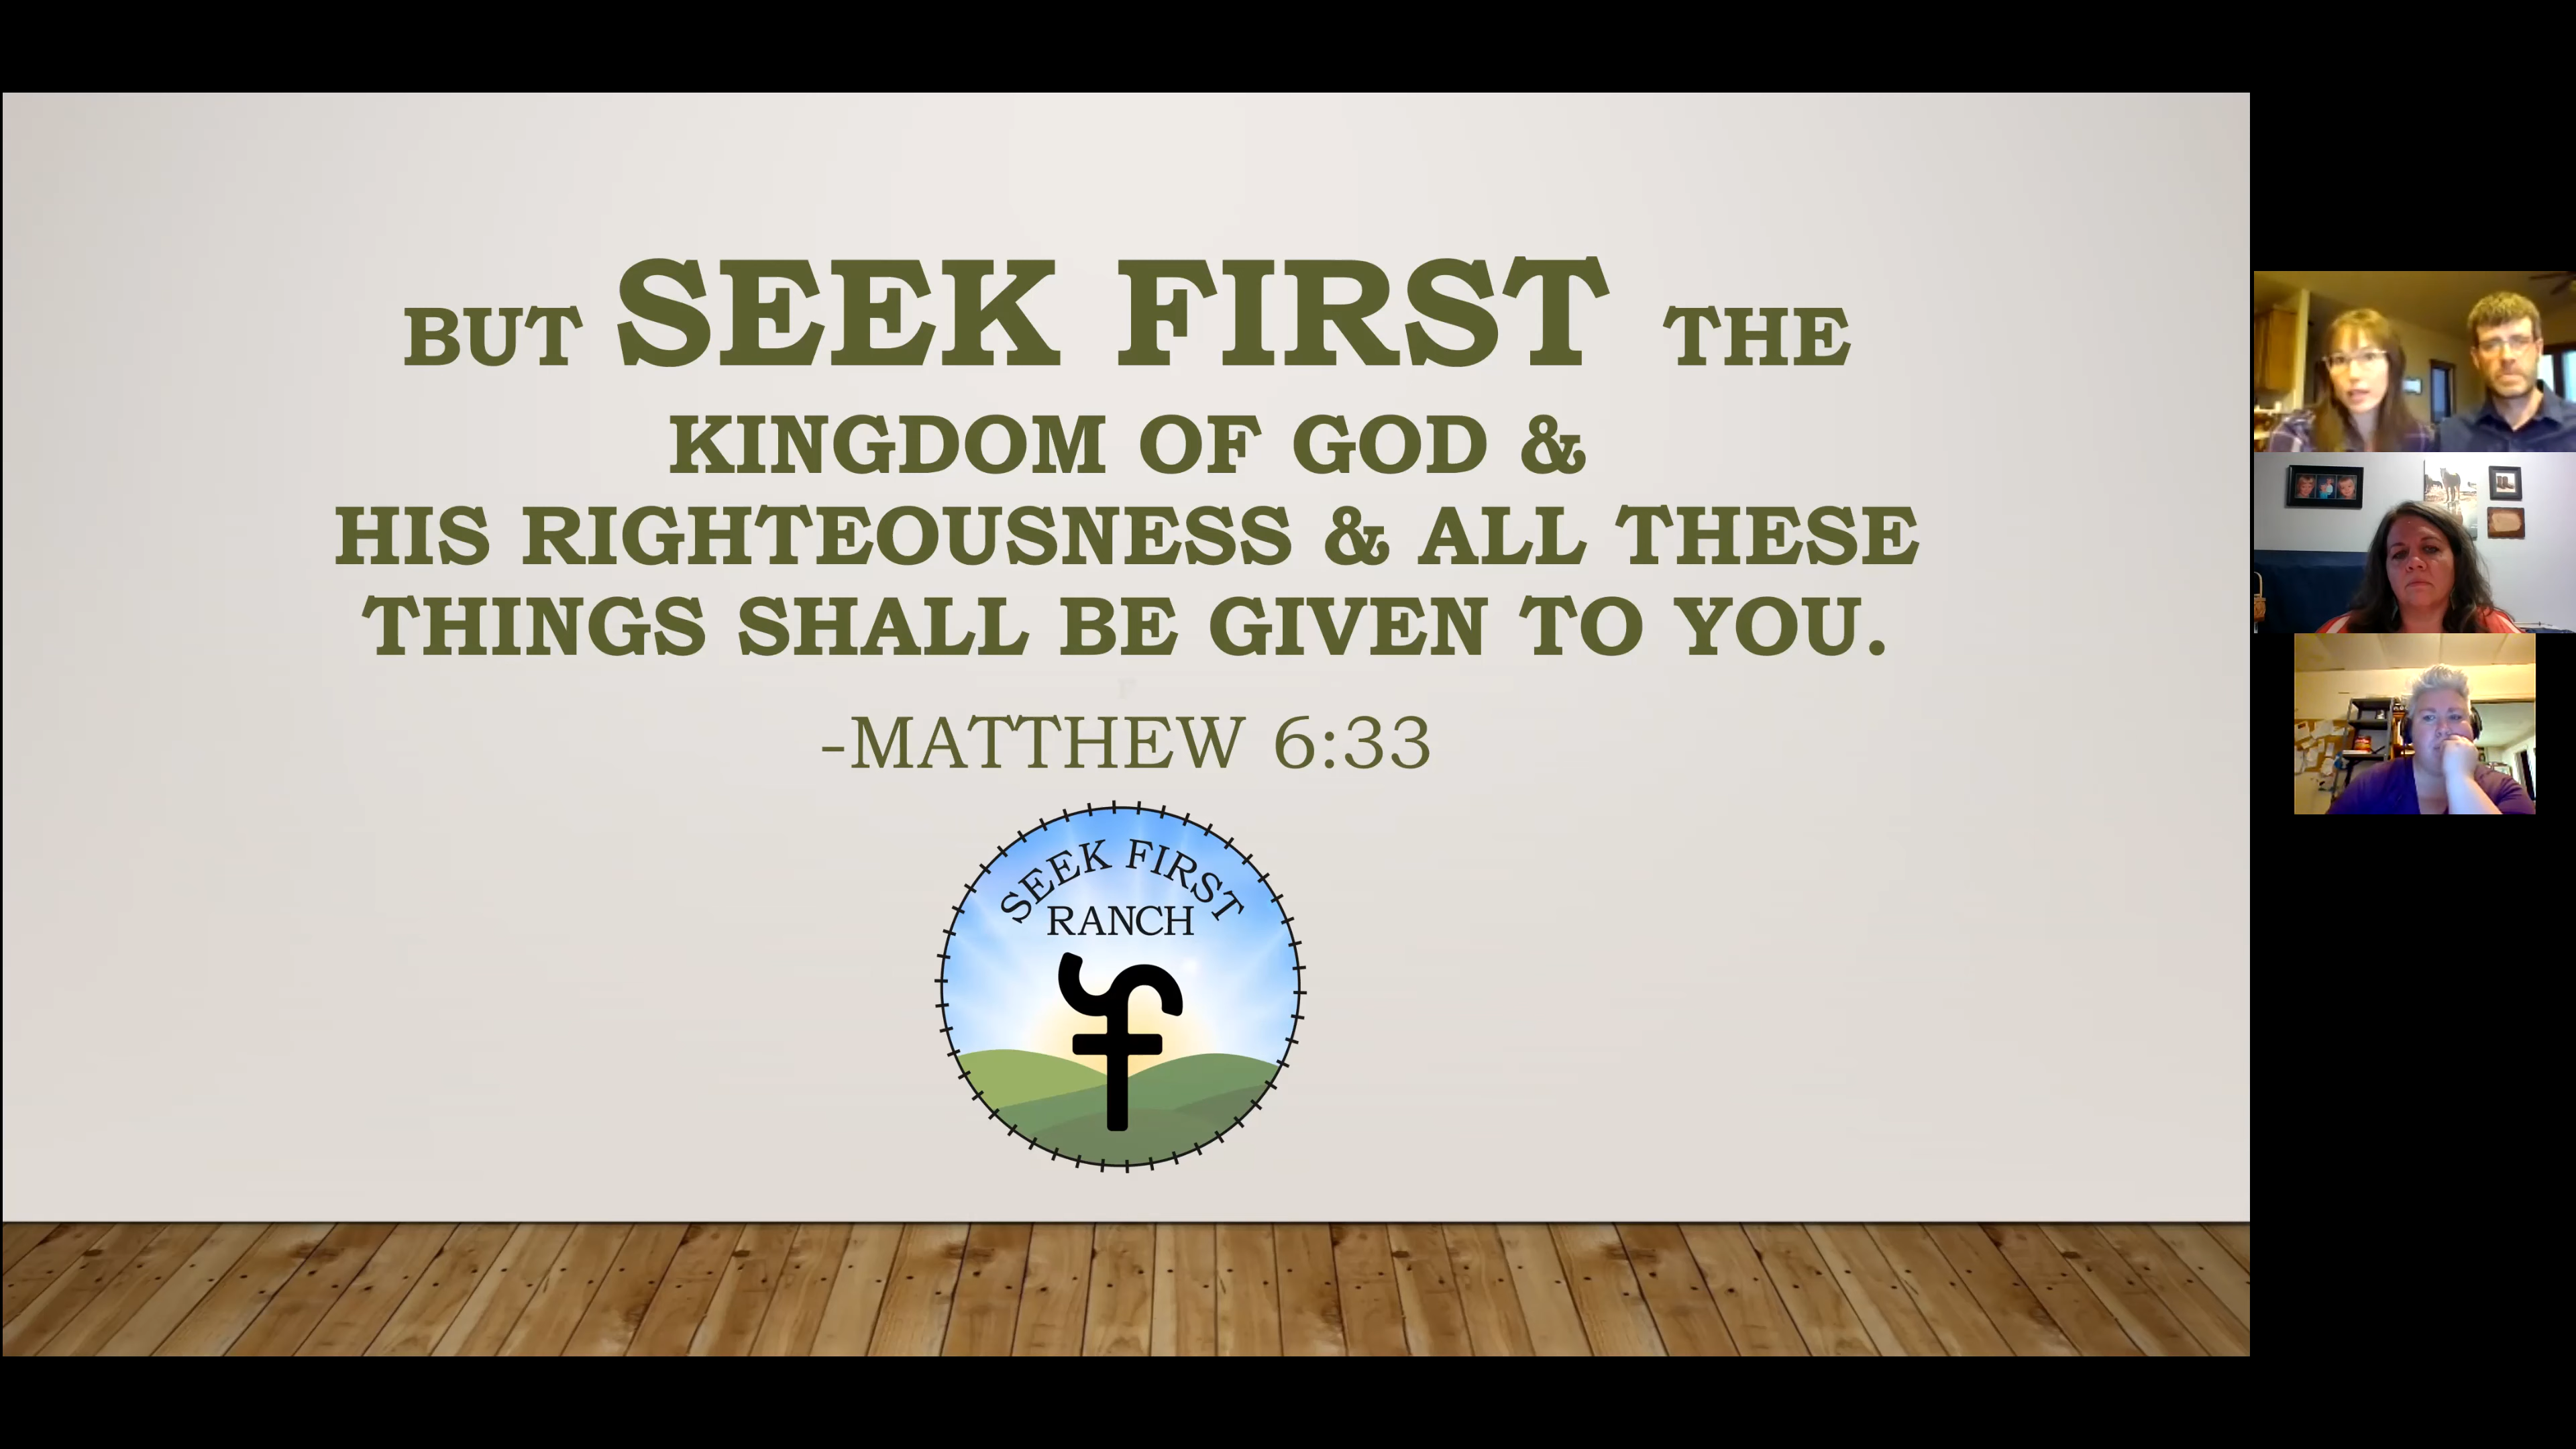 BUT SEEK FIRST THE
KINGDOM OF GOD &
HIS RIGHTEOUSNESS & ALL THESE
THINGS SHALL BE GIVEN TO YOU.
-MATTHEW 6:33
SEEK FIRST
RANCH